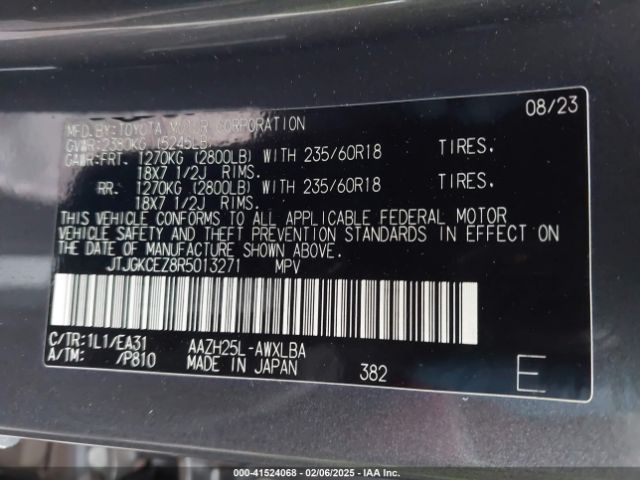 MFD.BY:TOYOTA MOTOR CORPORATION 08/23
GVWR:2380KG (5245LB)
GAWR:FRT. 1270KG (2800LB) WITH 235/60R18 TIRES.
18X7 1/2J RIMS.
RR. 1270KG (2800LB) WITH 235/60R18 TIRES.
18X7 1/2J RIMS.
THIS VEHICLE CONFORMS TO ALL APPLICABLE FEDERAL MOTOR
VEHICLE SAFETY AND THEFT PREVENTION STANDARDS IN EFFECT ON
THE DATE OF MANUFACTURE SHOWN ABOVE.
JTJGKCEZ8R5013271 MPV
C/TR:1L1/EA31 AAZH25L-AWXLBA
A/TM: /P810 MADE IN JAPAN 382 E
000-41524068 - 02/06/2025 - IAA Inc.